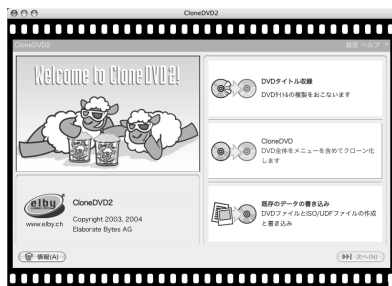 CloneDVD2
CloneDVD2
設定 ヘルプ ?
Welcome to CloneDVD2!
DVDタイトル収録
DVDﾀｲﾄﾙの複製をおこないます
CloneDVD
DVD全体をメニューを含めてクローン化
します
既存のデータの書き込み
DVDファイルとISO/UDFファイルの作成
と書き込み
elby
www.elby.ch
CloneDVD2
Copyright 2003, 2004
Elaborate Bytes AG
情報(A)
次へ(N)